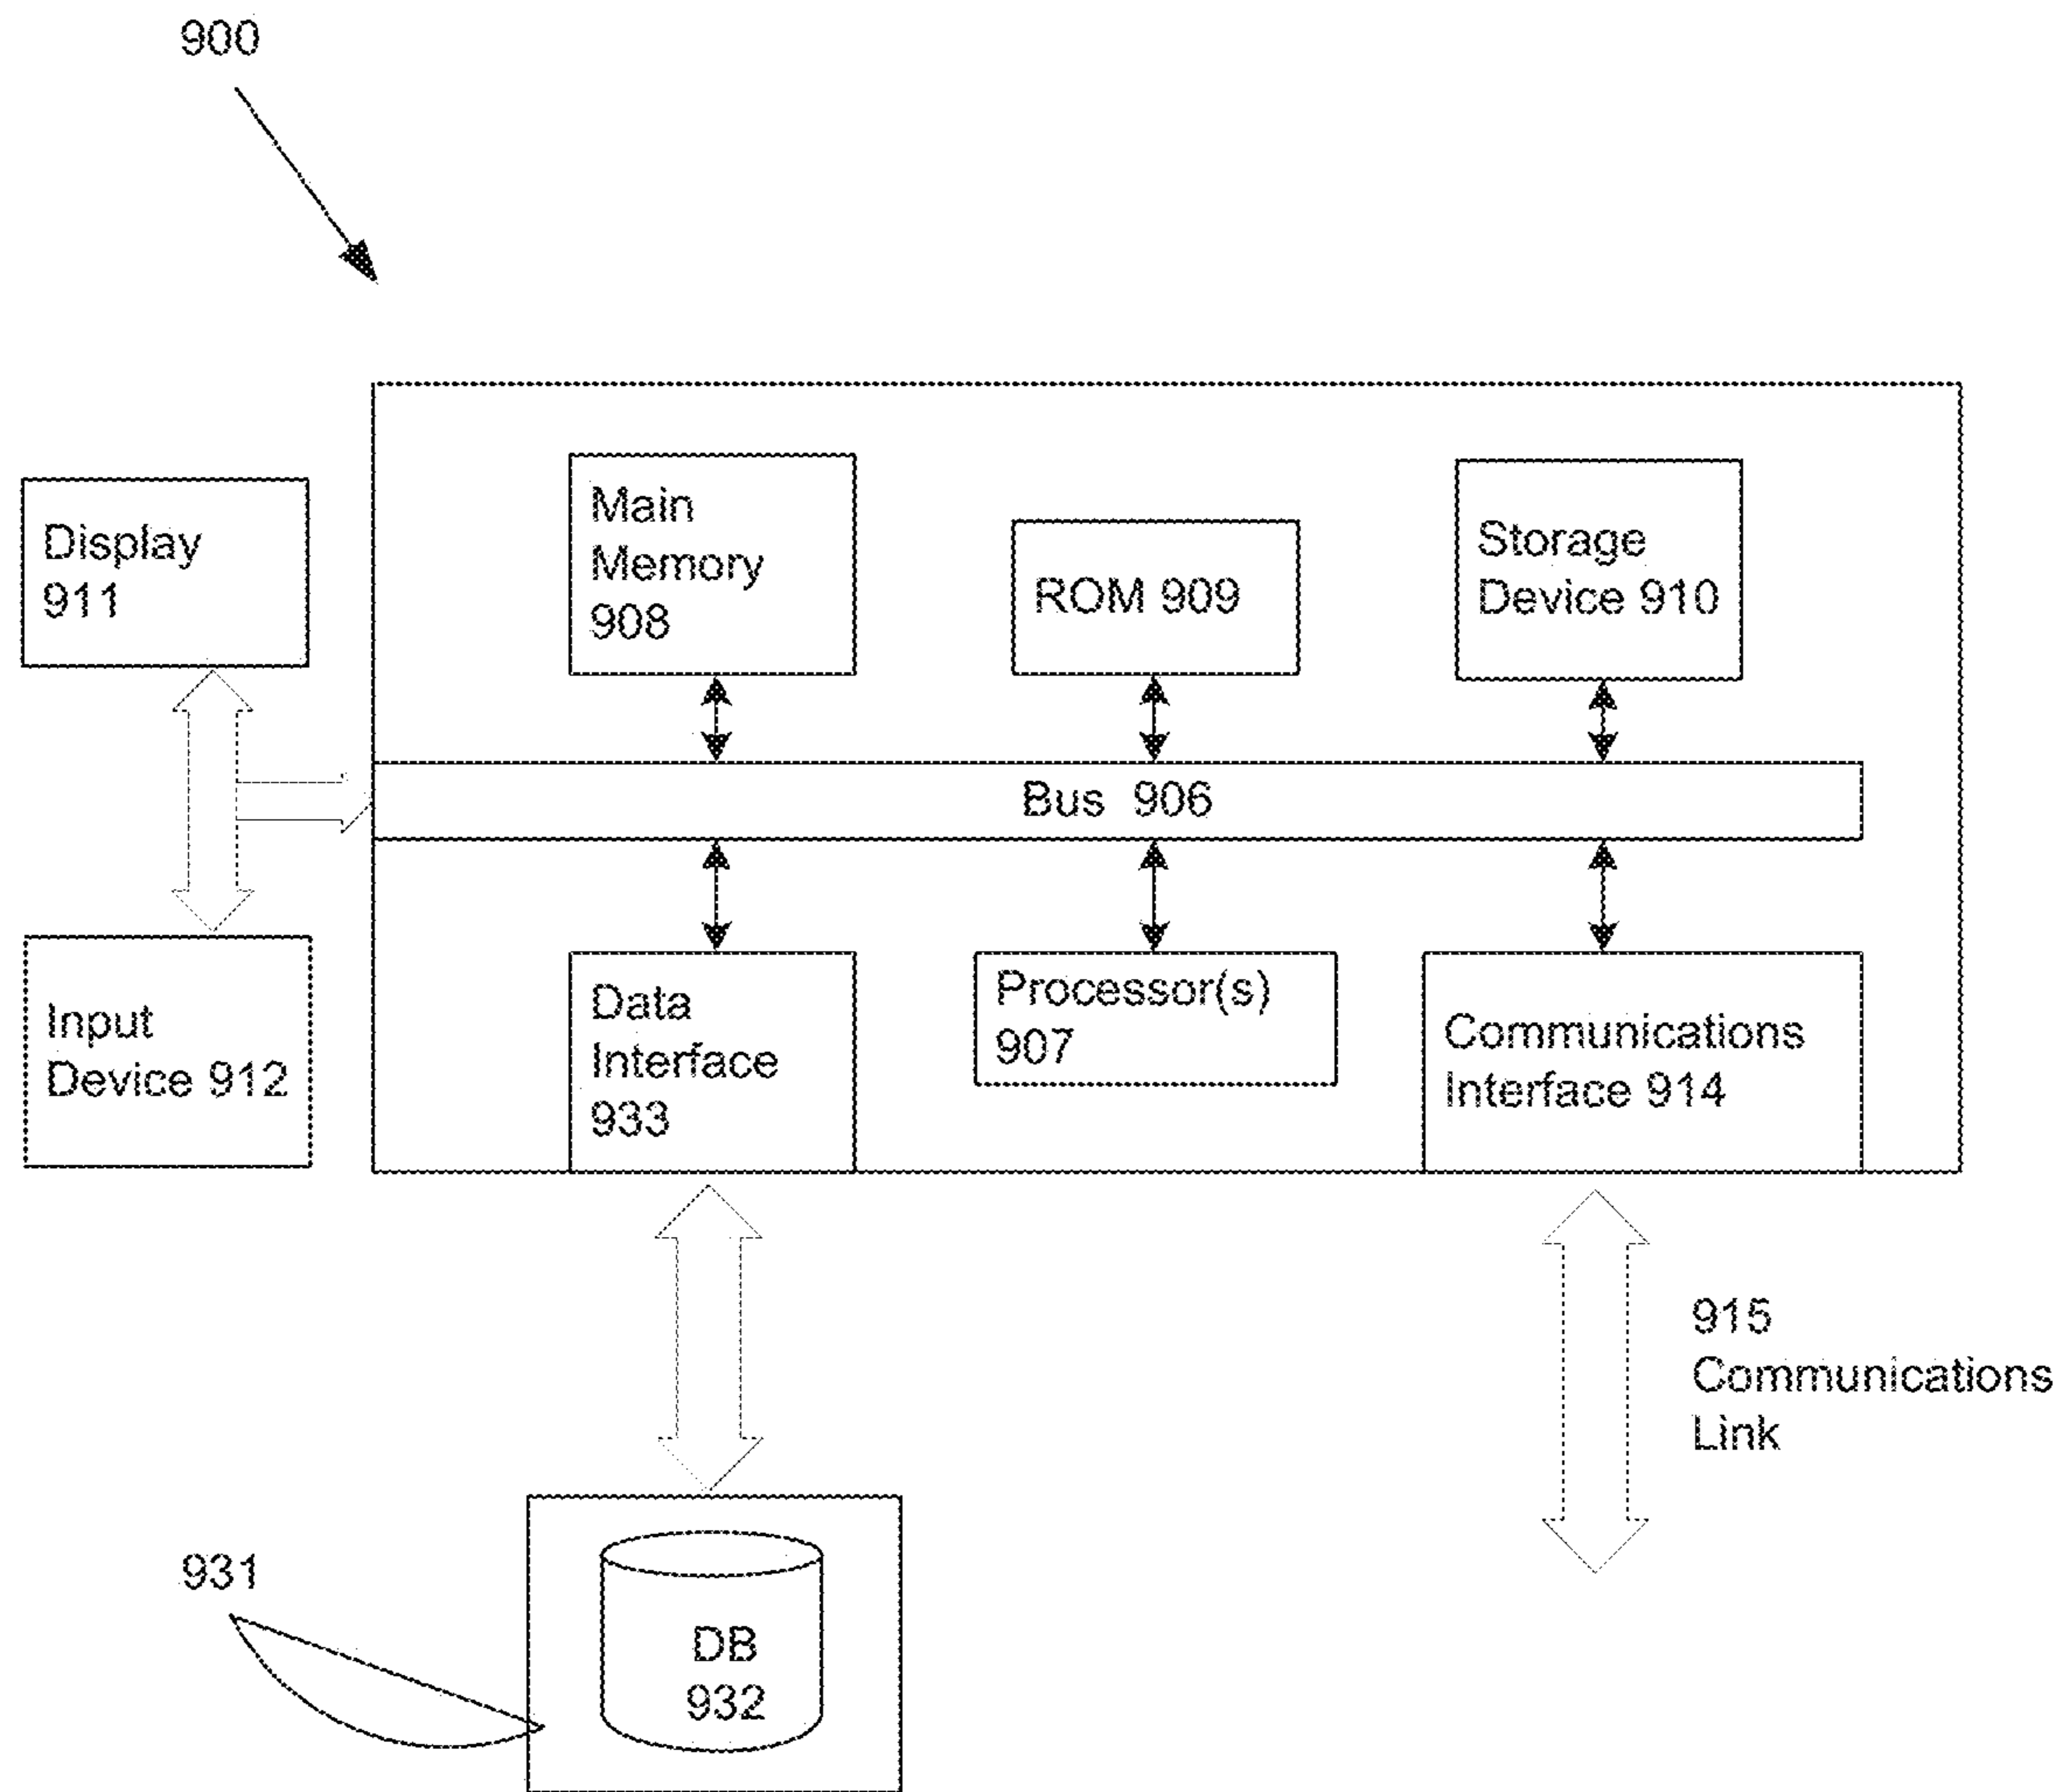 900
Display
911
Main
Memory
908
ROM 909
Storage
Device 910
Bus 906
Input
Device 912
Data
Interface
933
Processor(s)
907
Communications
Interface 914
915
Communications
Link
931
DB
932